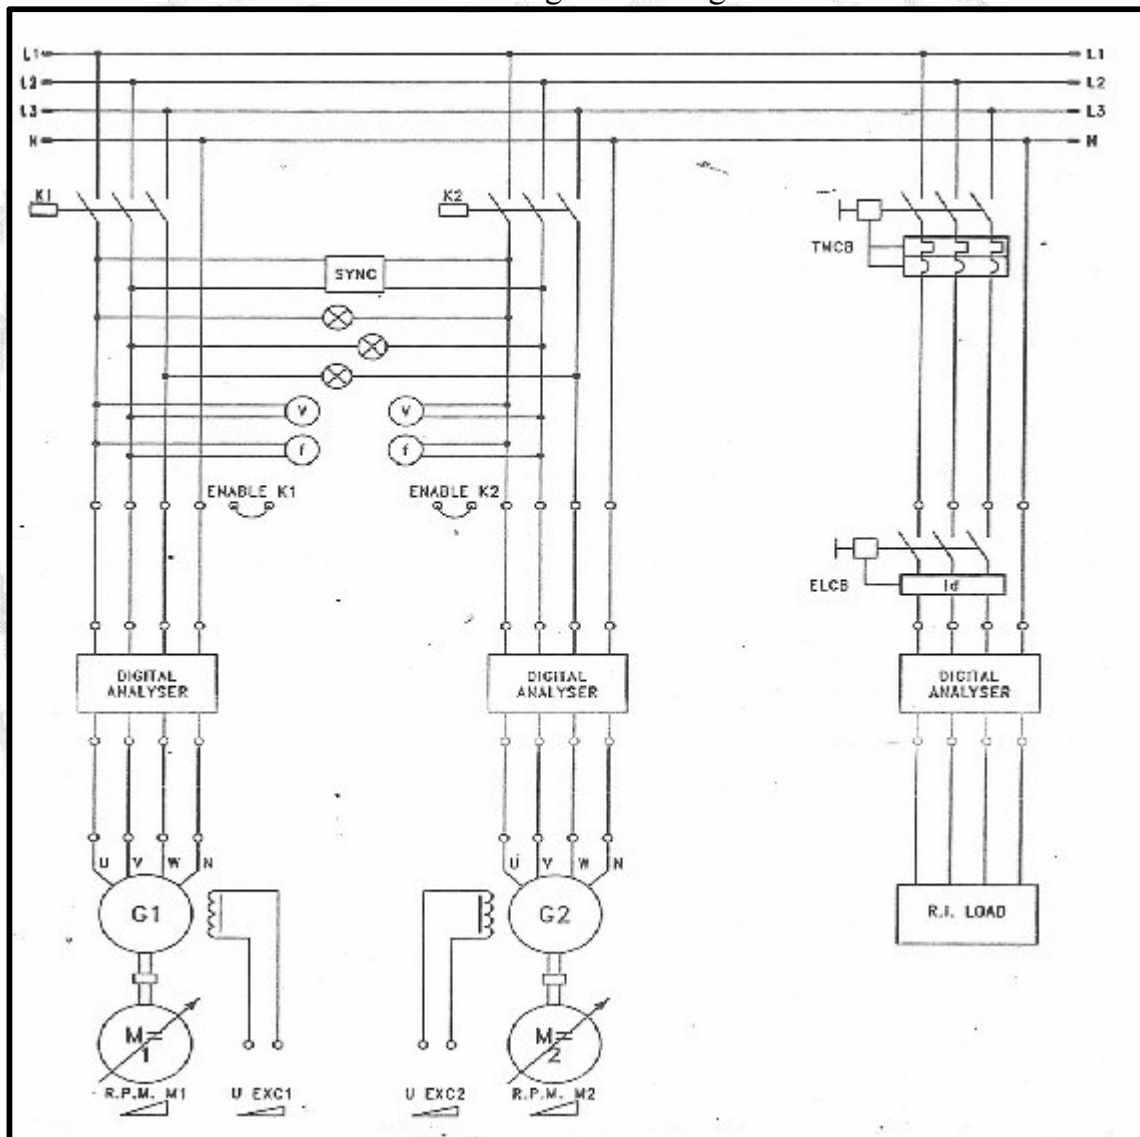 L1 L1
L2 L2
L3 L3
N N
K1 K2
TMCB
SYNC
V V
f f
ENABLE K1 ENABLE K2
ELCB Id
DIGITAL ANALYSER
DIGITAL ANALYSER
DIGITAL ANALYSER
U V W N U V W N
G1 G2 R.I. LOAD
M=
1
M=
2
R.P.M. M1 U EXC1 U EXC2 R.P.M. M2